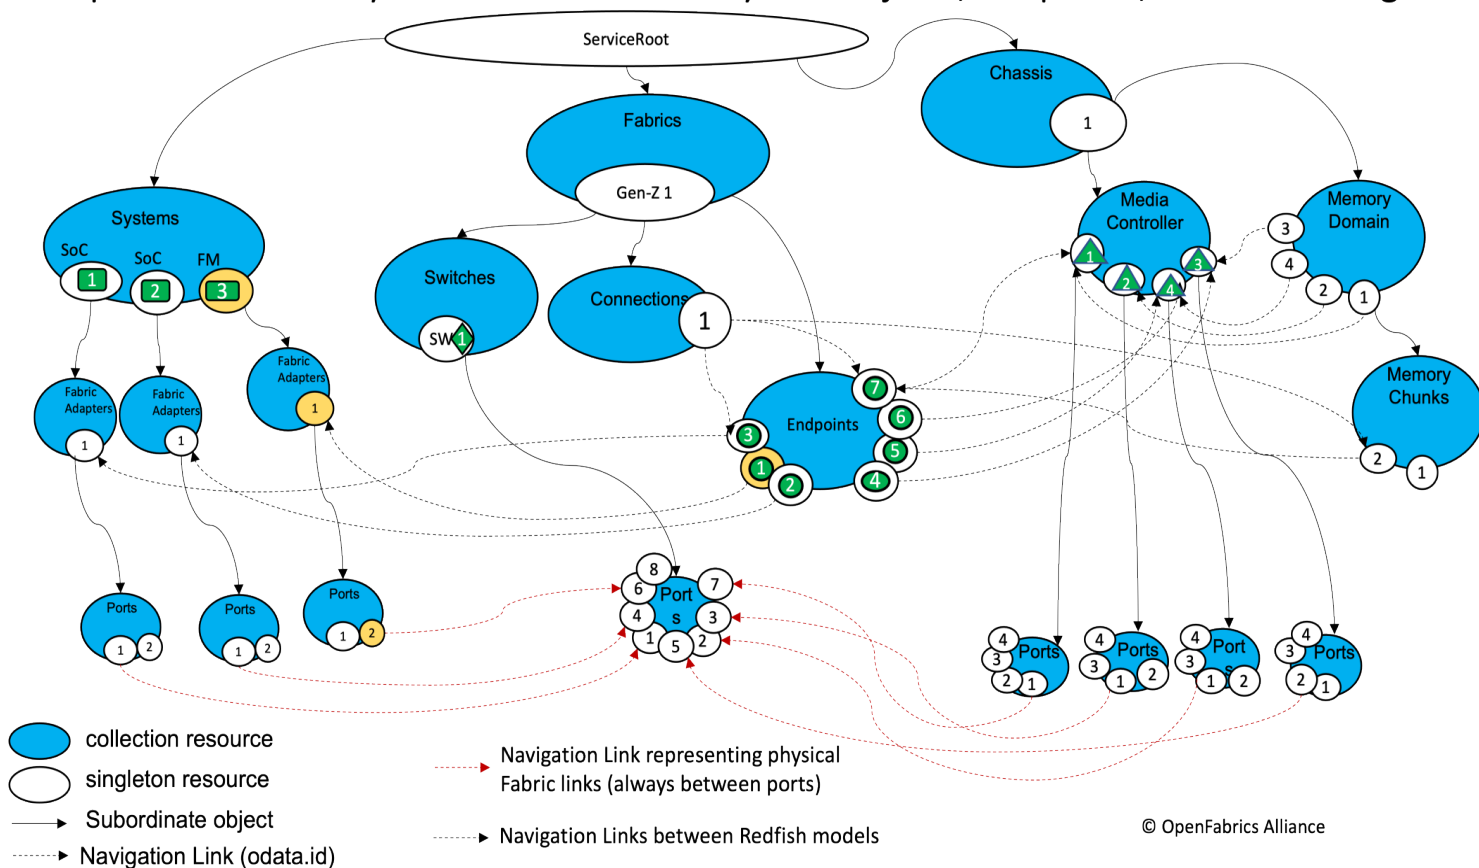 ServiceRoot
Chassis
1
Fabrics
Gen-Z 1
Systems
SoC
1
SoC
2
FM
3
Switches
SW
1
Connections
1
Media
Controller
1
2
4
3
Memory
Domain
3
4
2
1
Fabric
Adapters
1
Fabric
Adapters
1
Fabric
Adapters
1
Endpoints
7
6
5
4
3
1
2
Memory
Chunks
2
1
Ports
1
2
Ports
1
2
Ports
1
2
Port
s
8
6
4
1
5
2
3
7
Ports
4
3
2
1
Ports
4
3
1
2
Port
s
4
3
1
2
Ports
4
3
2
1
collection resource
singleton resource
Subordinate object
Navigation Link (odata.id)
Navigation Link representing physical
Fabric links (always between ports)
Navigation Links between Redfish models
© OpenFabrics Alliance